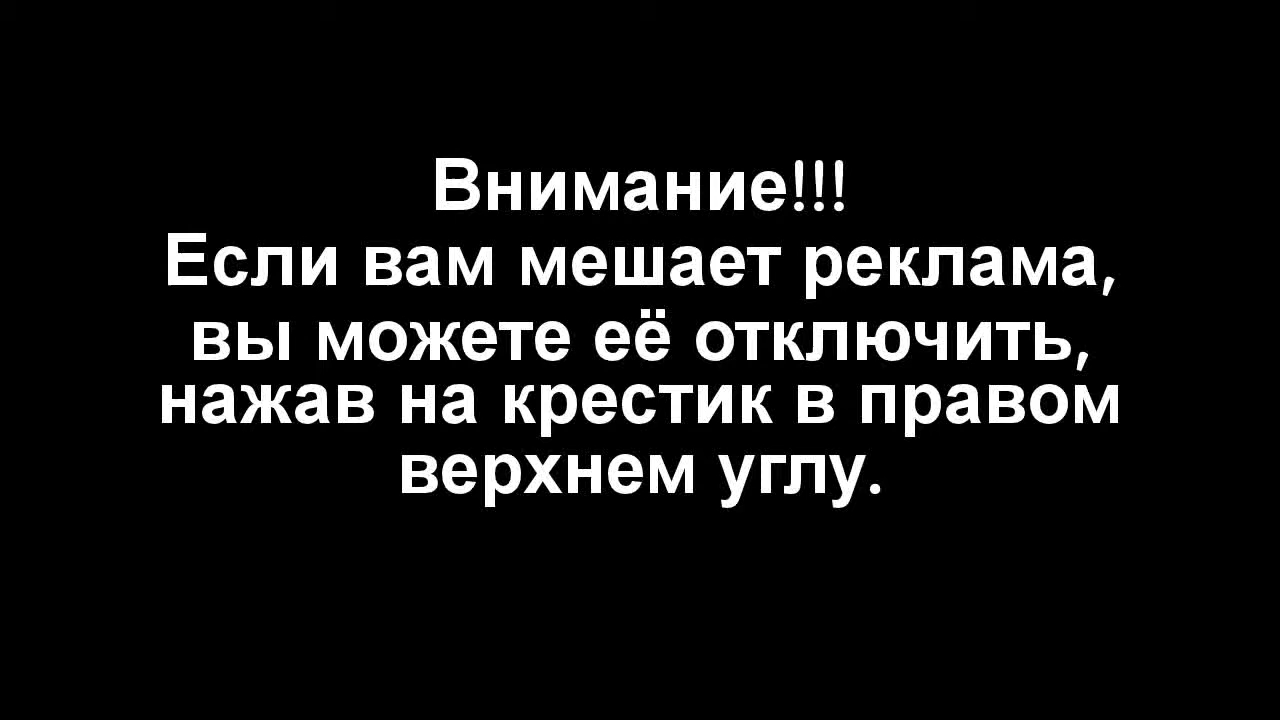 Внимание!!!
Если вам мешает реклама,
вы можете её отключить,
нажав на крестик в правом
верхнем углу.